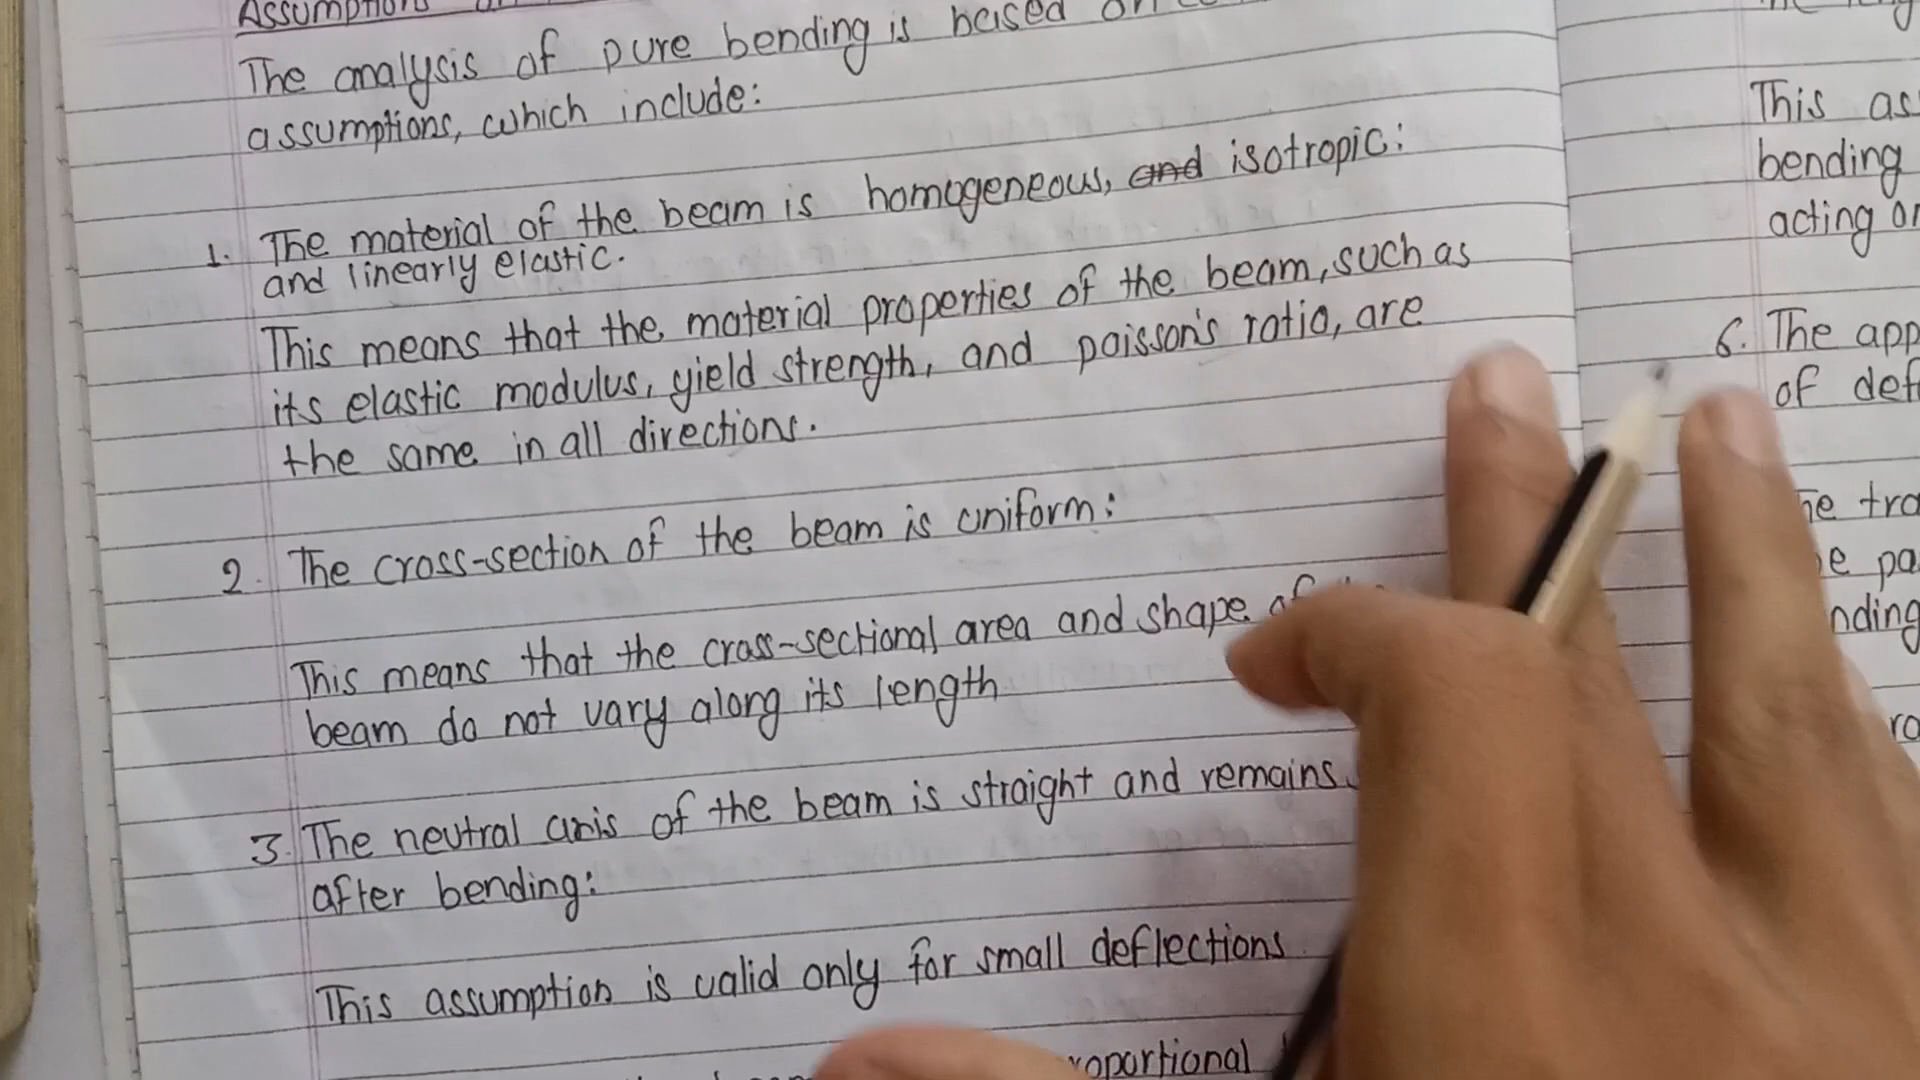 Assumptions
The analysis of pure bending is based on
assumptions, which include:
1. The material of the beam is homogeneous, and isotropic:
and linearly elastic.
This means that the material properties of the beam, such as
its elastic modulus, yield strength, and poisson's ratio, are
the same in all directions.
2. The cross-section of the beam is uniform:
This means that the cross-sectional area and shape of
beam do not vary along its length
3. The neutral axis of the beam is straight and remains
after bending:
This assumption is valid only for small deflections
This as
bending
acting
6. The app
of def
tra
pa